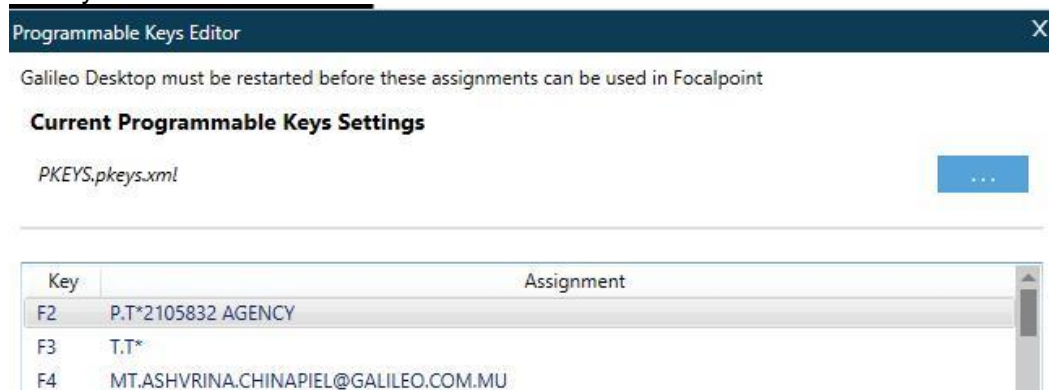 Programmable Keys Editor X
Galileo Desktop must be restarted before these assignments can be used in Focalpoint
Current Programmable Keys Settings
PKEYS.pkeys.xml ...
Key Assignment
F2 P.T*2105832 AGENCY
F3 T.T*
F4 MT.ASHVRINA.CHINAPIEL@GALILEO.COM.MU